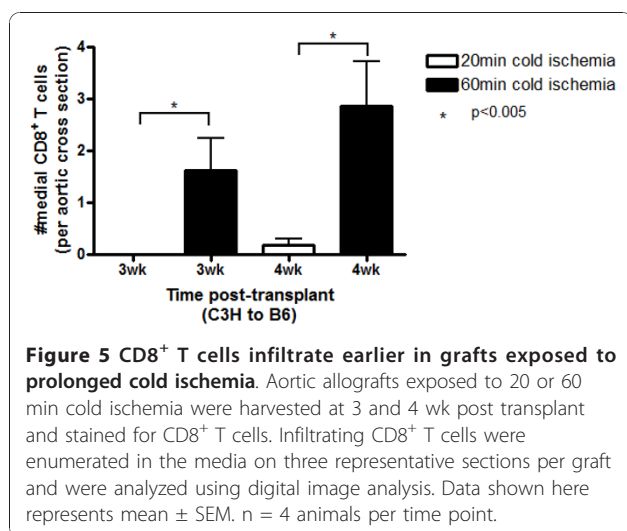 4
3
2
1
0
#medial CD8⁺ T cells
(per aortic cross section)
*
*
3wk
3wk
4wk
4wk
Time post-transplant
(C3H to B6)
20min cold ischemia
60min cold ischemia
* p<0.005
Figure 5 CD8⁺ T cells infiltrate earlier in grafts exposed to
prolonged cold ischemia. Aortic allografts exposed to 20 or 60
min cold ischemia were harvested at 3 and 4 wk post transplant
and stained for CD8⁺ T cells. Infiltrating CD8⁺ T cells were
enumerated in the media on three representative sections per graft
and were analyzed using digital image analysis. Data shown here
represents mean ± SEM. n = 4 animals per time point.